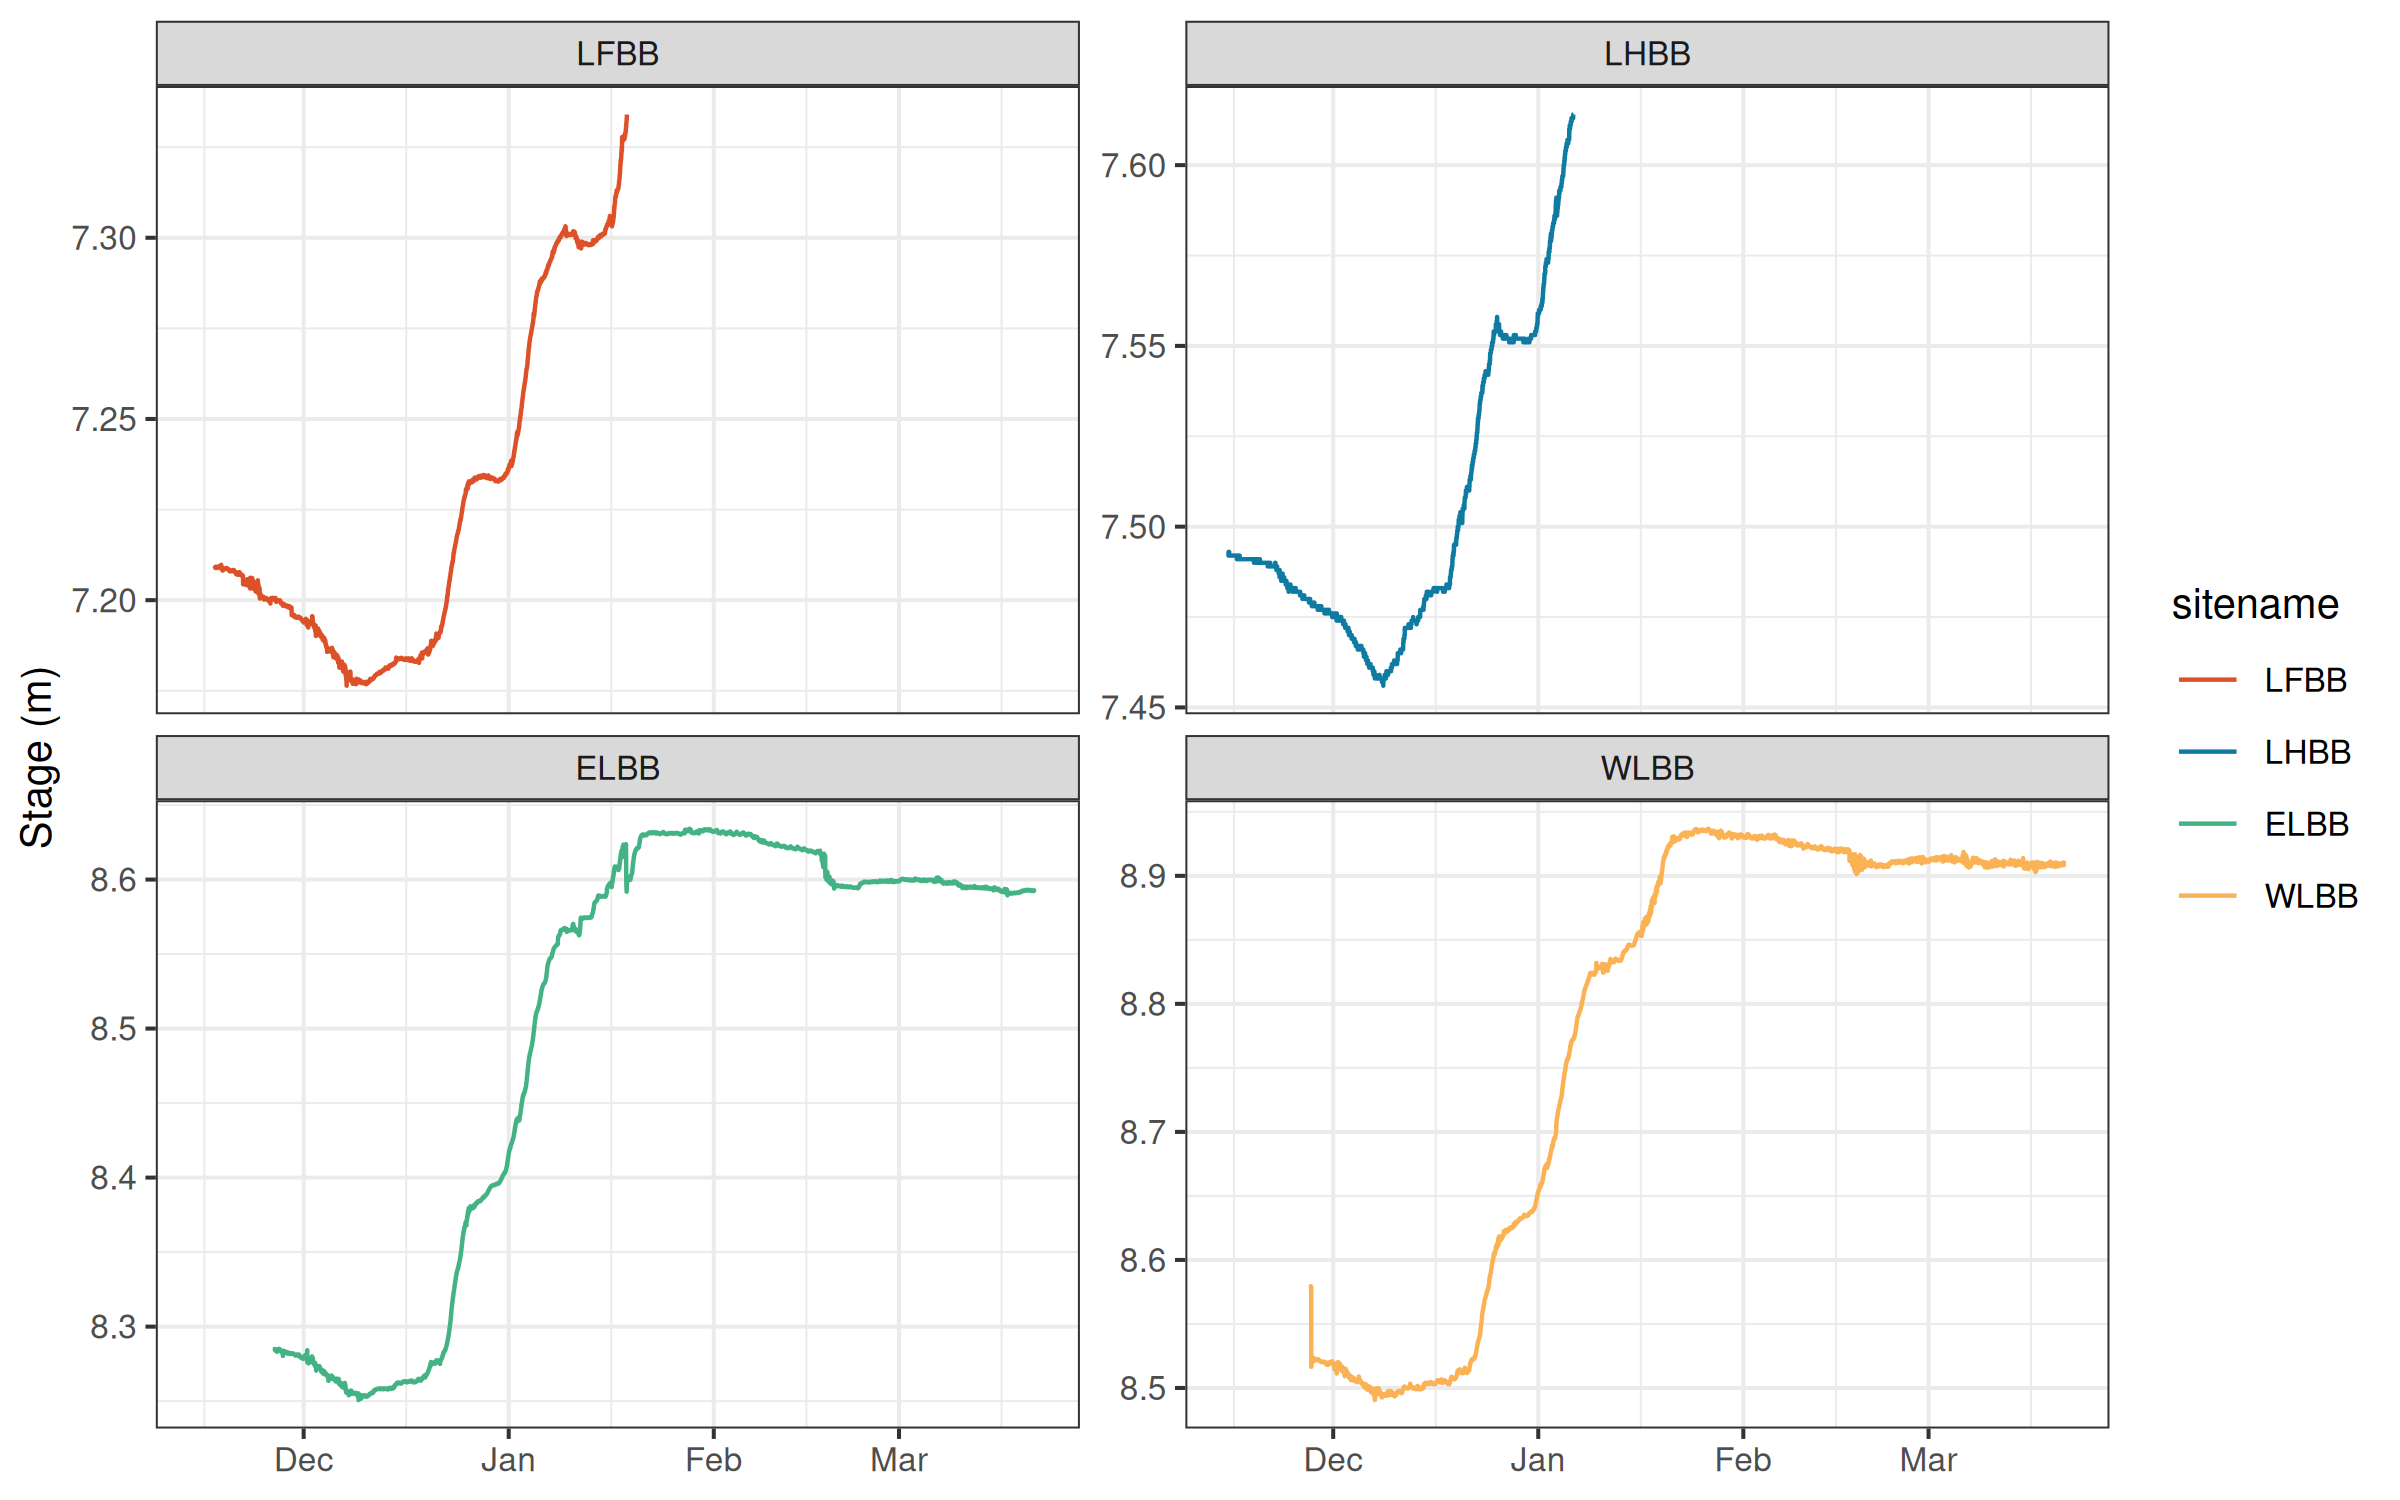 LFBB
LHBB
7.30
7.25
7.20
7.60
7.55
7.50
7.45
Stage (m)
ELBB
WLBB
8.6
8.5
8.4
8.3
8.9
8.8
8.7
8.6
8.5
Dec Jan Feb Mar
Dec Jan Feb Mar
sitename
LFBB
LHBB
ELBB
WLBB